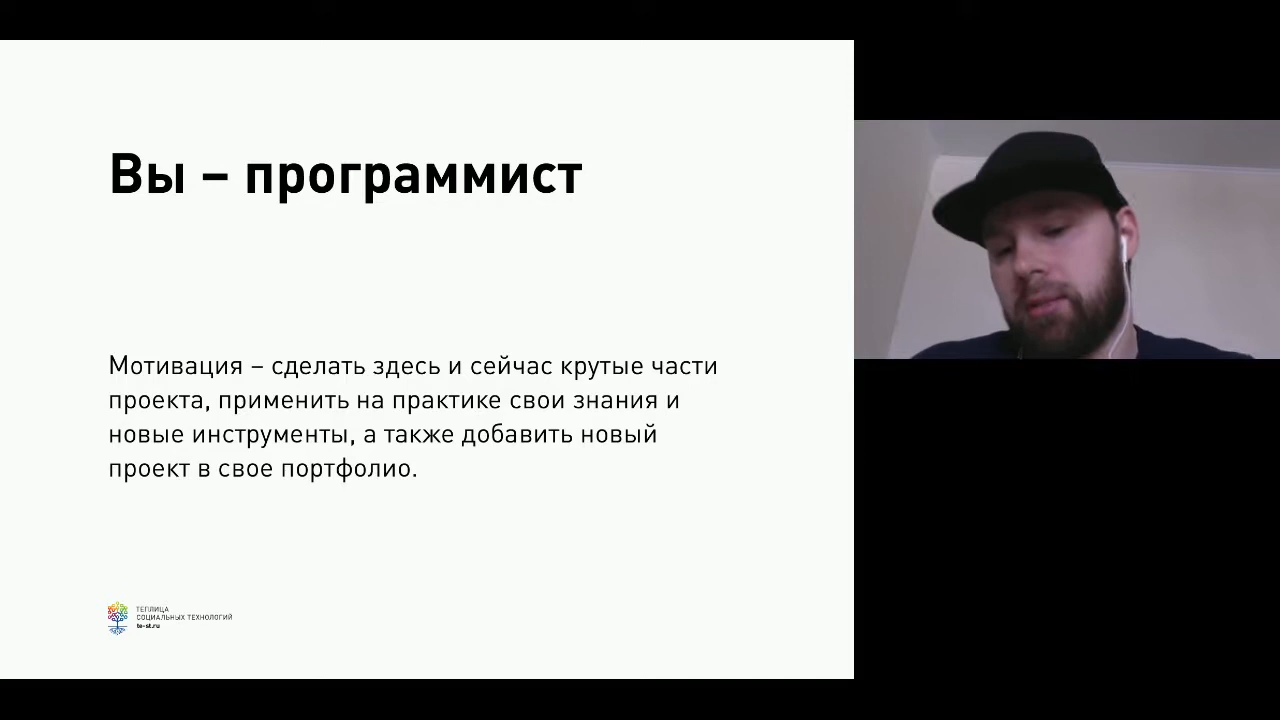 Вы – программист
Мотивация – сделать здесь и сейчас крутые части
проекта, применить на практике свои знания и
новые инструменты, а также добавить новый
проект в свое портфолио.
ТЕПЛИЦА
СОЦИАЛЬНЫХ ТЕХНОЛОГИЙ
te-st.ru